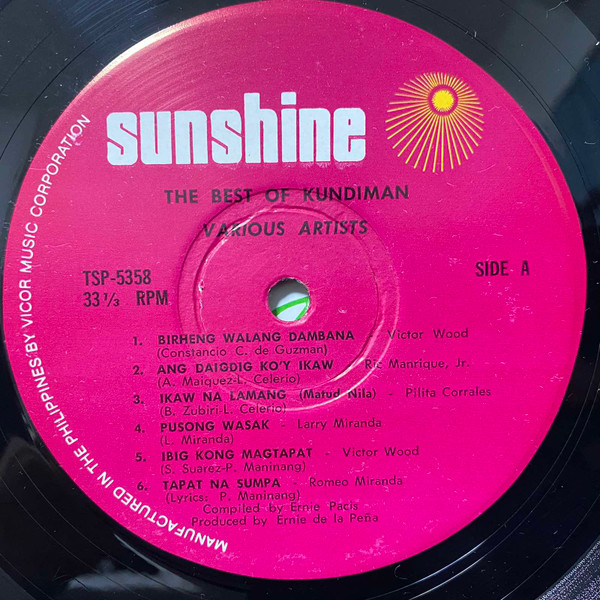 sunshine
THE BEST OF KUNDIMAN
VARIOUS ARTISTS
TSP-5358
33 1/3 RPM
SIDE A
1. BIRHENG WALANG DAMBANA - Victor Wood
(Constancio C. de Guzman)
2. ANG DAIGDIG KO'Y IKAW - Ric Manrique, Jr.
(A. Maiquez-L. Celerio)
3. IKAW NA LAMANG (Matud Nila) - Pilita Corrales
(B. Zubiri-L. Celerio)
4. PUSONG WASAK - Larry Miranda
(L. Miranda)
5. IBIG KONG MAGTAPAT - Victor Wood
(S. Suarez-P. Maninang)
6. TAPAT NA SUMPA - Romeo Miranda
(Lyrics: P. Maninang)
Compiled by Ernie Pacis
Produced by Ernie de la Peña
MANUFACTURED IN THE PHILIPPINES BY VICOR MUSIC CORPORATION